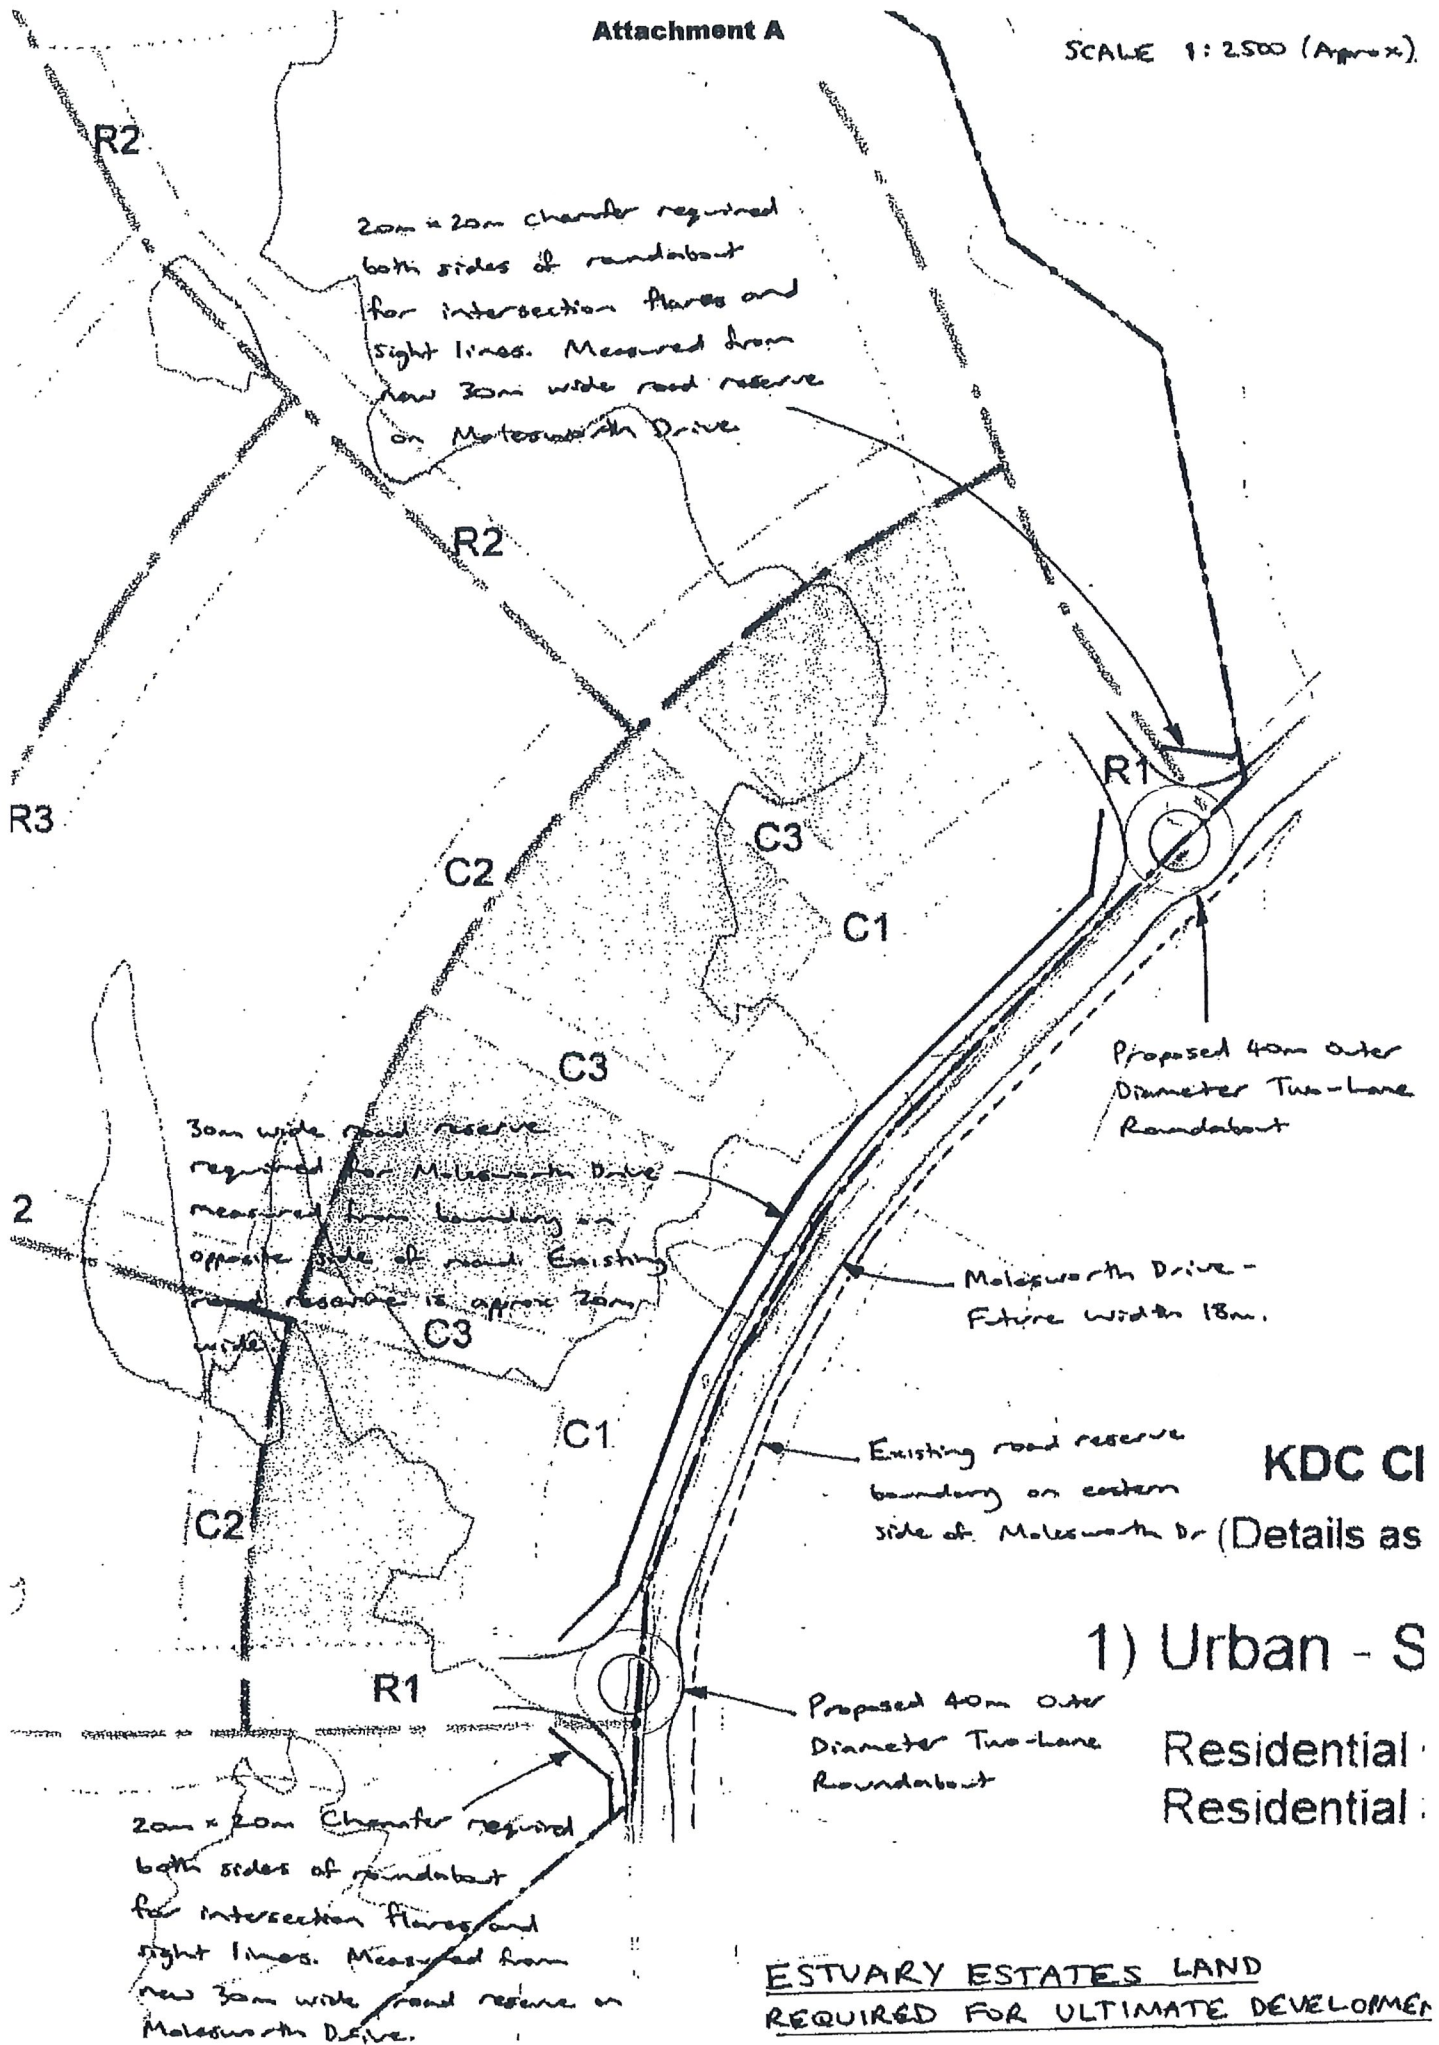 Attachment A
SCALE 1:2500 (Aprox).
R2
20m x 20m chamfer required
both sides of roundabout
for intersection flares and
sight lines. Measured from
new 30m wide road reserve
on Molesworth Drive
R2
R1
R3
C3
C2
C1
Proposed 40m Outer
Diameter Two-Lane
Roundabout
C3
30m wide road reserve
required for Molesworth Drive
measured from boundary on
opposite side of road. Existing
road reserve is approx 20m
wide.
2
Molesworth Drive -
Future width 18m.
C3
C1
Existing road reserve
boundary on eastern
side of Molesworth Dr
KDC Cl
(Details as
C2
1) Urban - S
R1
Proposed 40m Outer
Diameter Two-Lane
Roundabout
Residential
Residential
20m x 20m Chamfer required
both sides of roundabout
for intersection flares and
sight lines. Measured from
new 30m wide road reserve on
Molesworth Drive.
ESTUARY ESTATES LAND
REQUIRED FOR ULTIMATE DEVELOPMEN